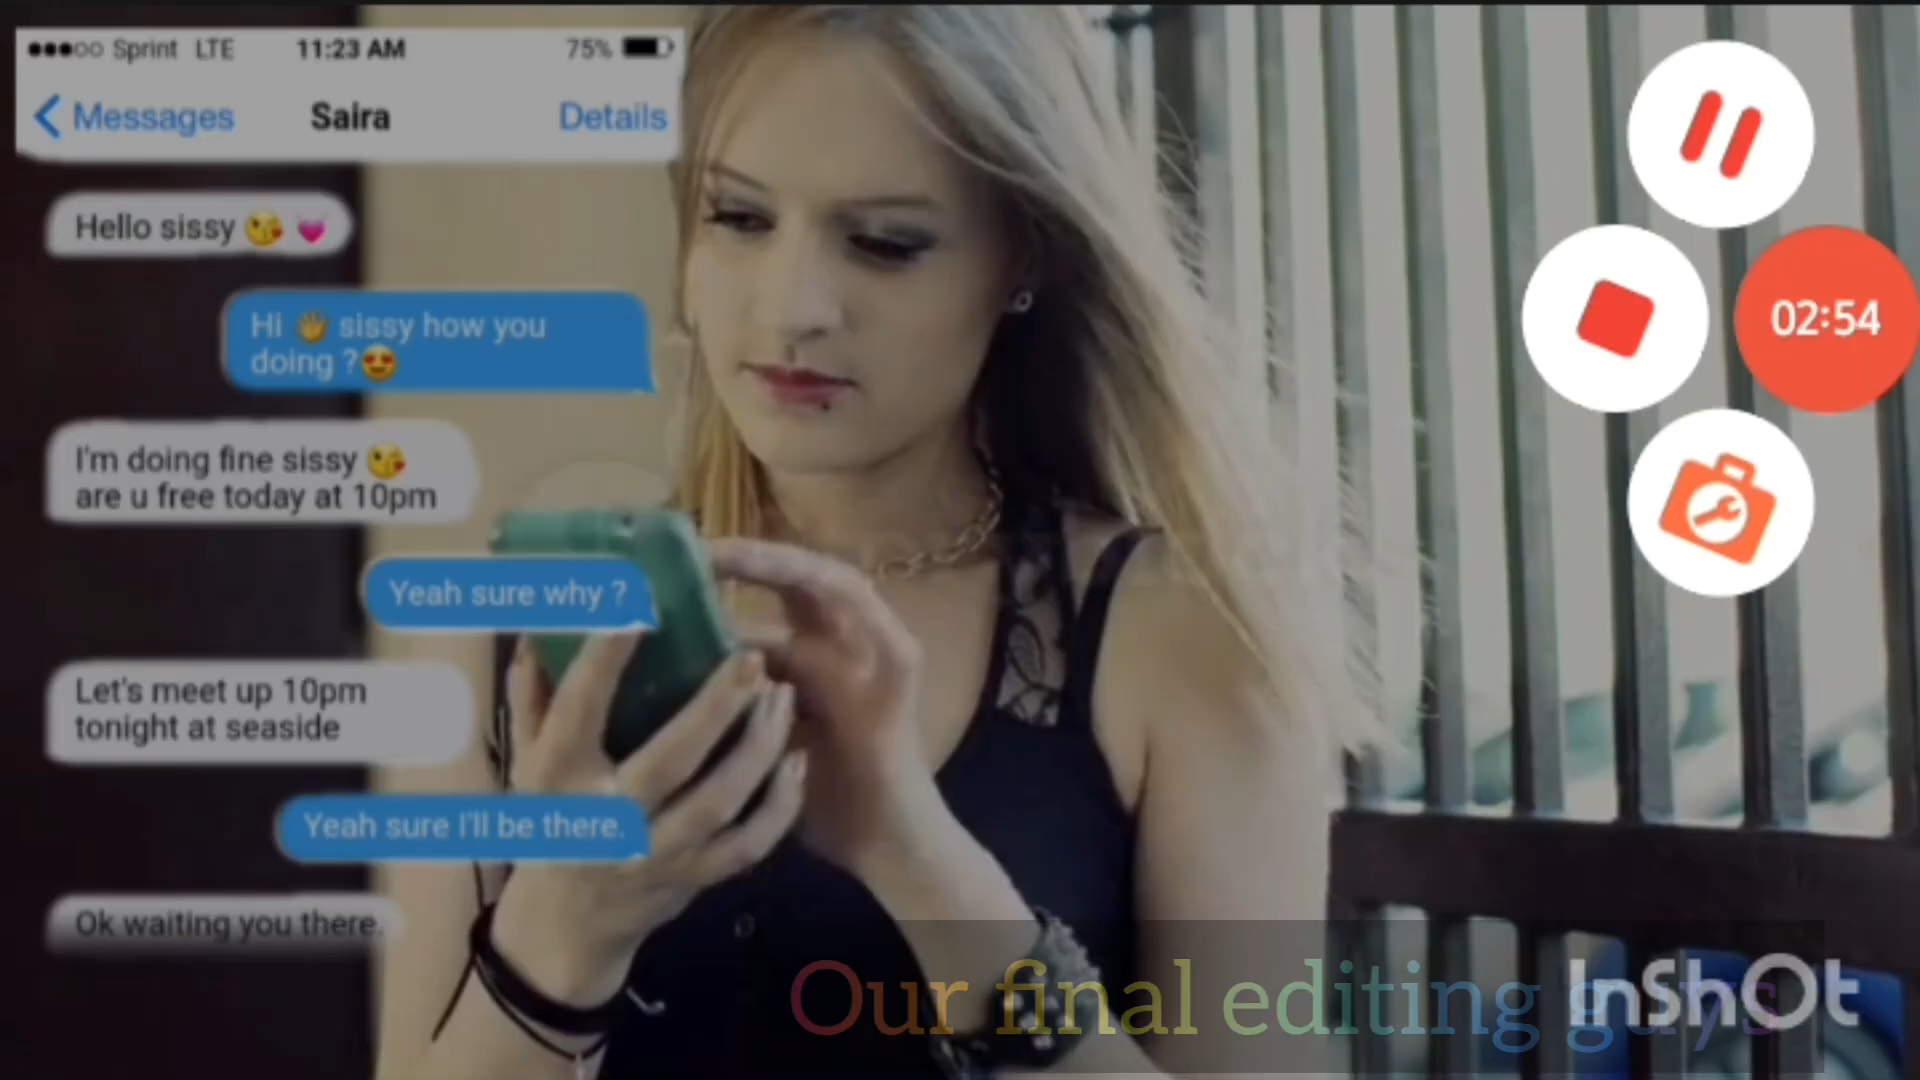 Sprint LTE 11:23 AM 75%
Messages Saira Details
Hello sissy 😘 💓
Hi 👋 sissy how you
doing ?😍
I'm doing fine sissy 😘
are u free today at 10pm
Yeah sure why ?
Let's meet up 10pm
tonight at seaside
Yeah sure I'll be there.
Ok waiting you there.
02:54
Our final editing guys
InShOt